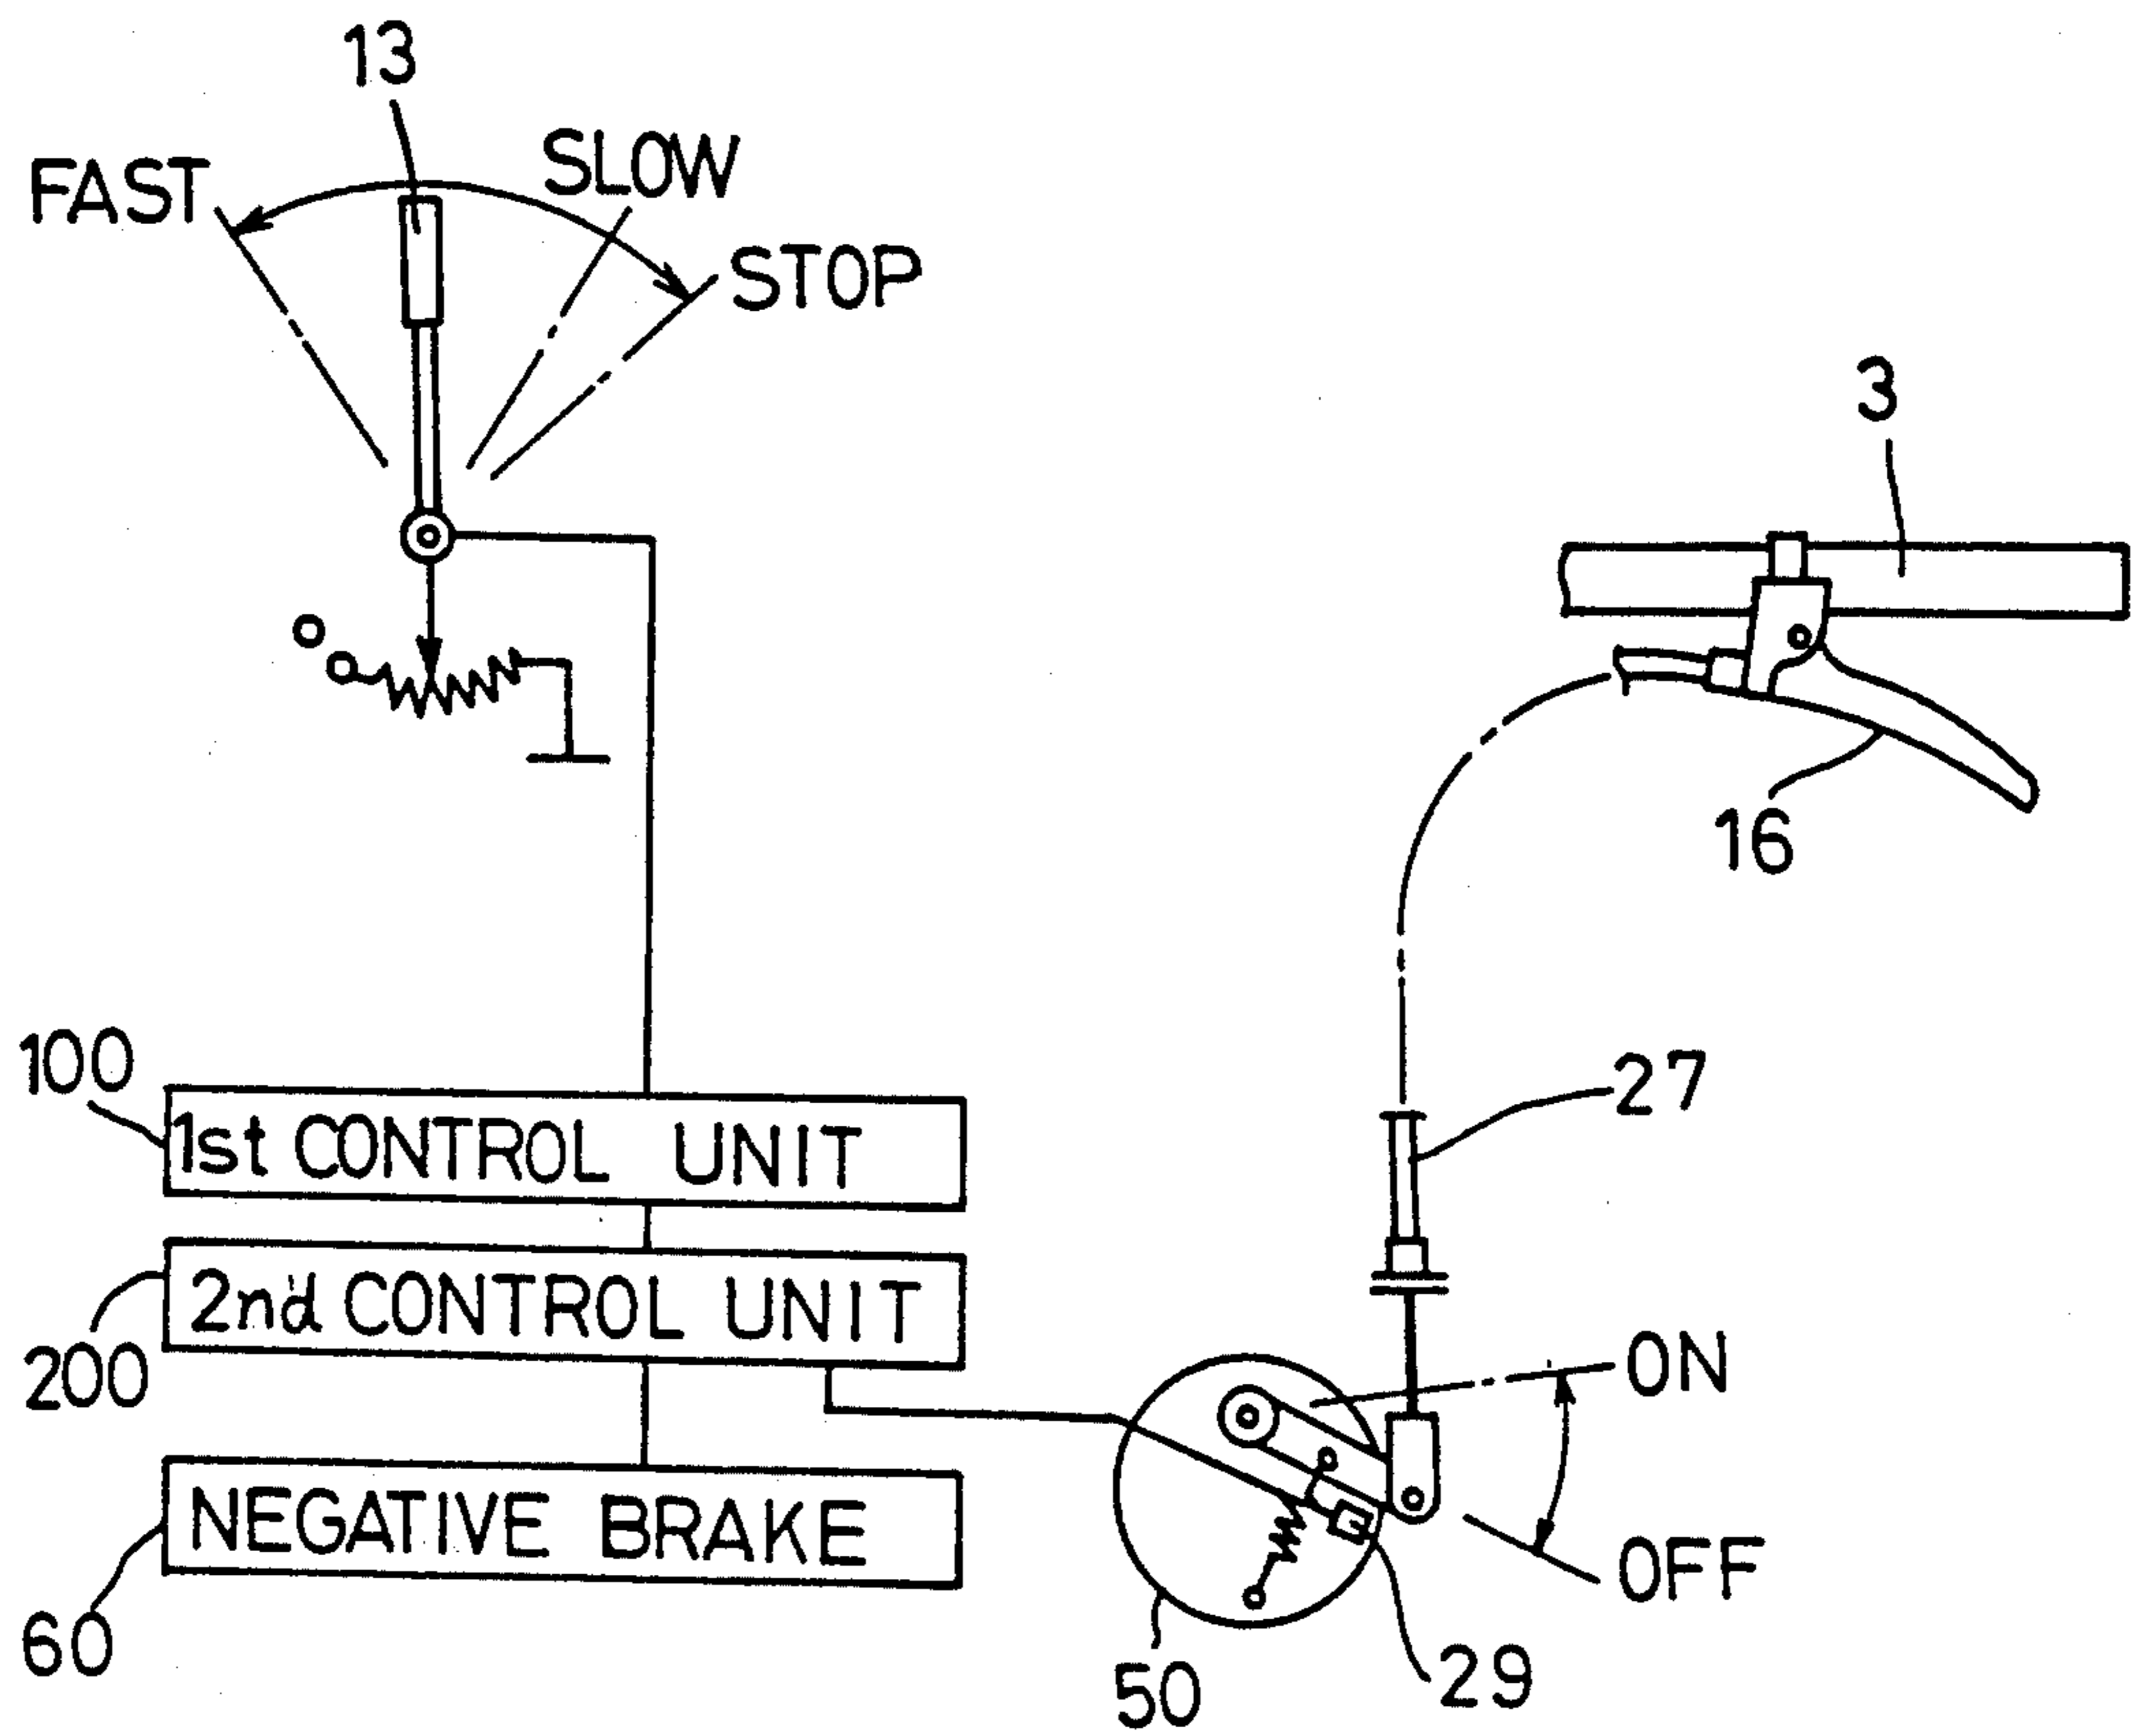 13
FAST
SLOW
STOP
3
16
100
1st CONTROL UNIT
27
2nd CONTROL UNIT
200
ON
NEGATIVE BRAKE
OFF
60
50
29